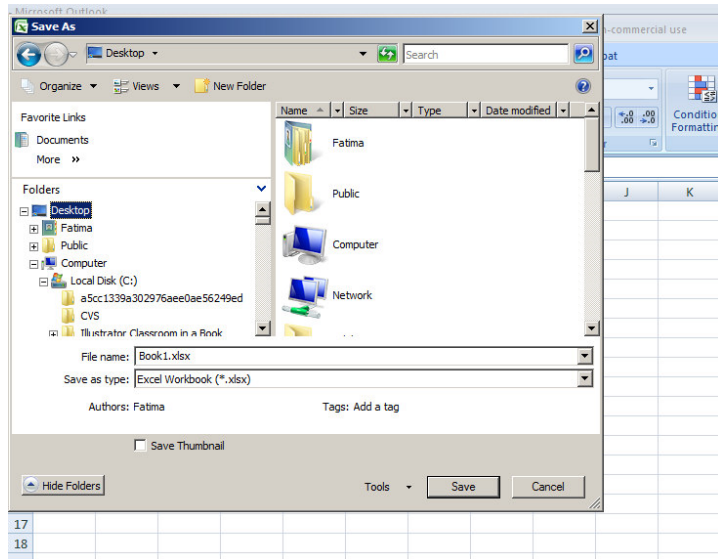 Microsoft Outlook
Save As
n-commercial use
Desktop
Search
pat
Organize Views New Folder
Favorite Links
Documents
More »
Folders
Desktop
Fatima
Public
Computer
Local Disk (C:)
a5cc1339a302976aee0ae56249ed
CVS
Illustrator Classroom in a Book
Name Size Type Date modified
Fatima
Public
Computer
Network
Conditio
Formattin
J K
File name: Book1.xlsx
Save as type: Excel Workbook (*.xlsx)
Authors: Fatima Tags: Add a tag
Save Thumbnail
Hide Folders Tools Save Cancel
17
18